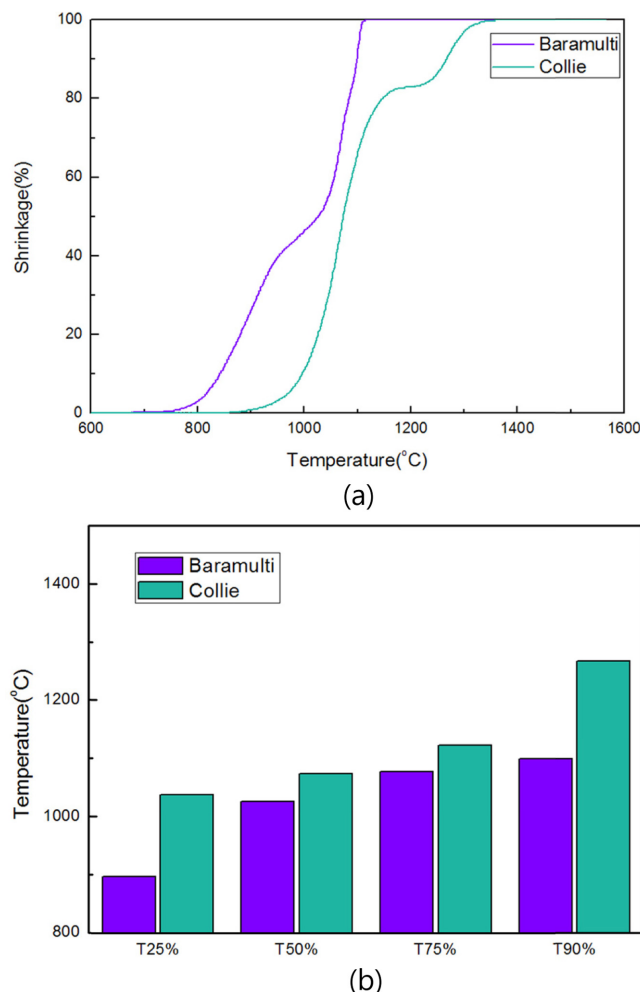 100
80
60
40
20
0
Shrinkage(%)
Baramulti
Collie
600
800
1000
1200
1400
1600
Temperature(°C)
(a)
1400
1200
1000
800
Temperature(°C)
Baramulti
Collie
T25%
T50%
T75%
T90%
(b)